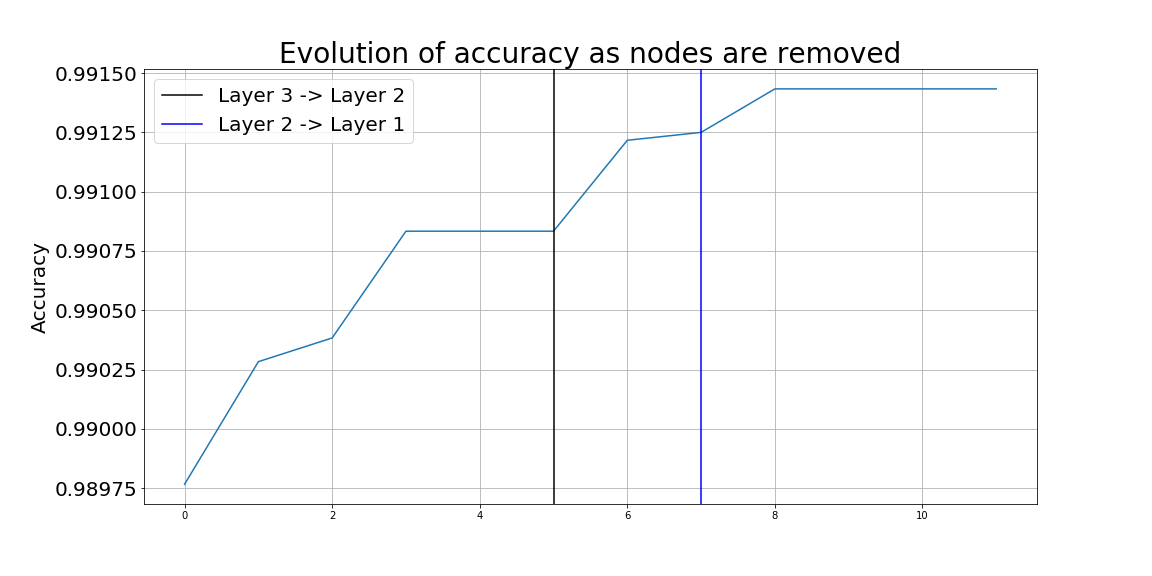 Evolution of accuracy as nodes are removed
Layer 3 -> Layer 2
Layer 2 -> Layer 1
Accuracy
0.99150
0.99125
0.99100
0.99075
0.99050
0.99025
0.99000
0.98975
0 2 4 6 8 10